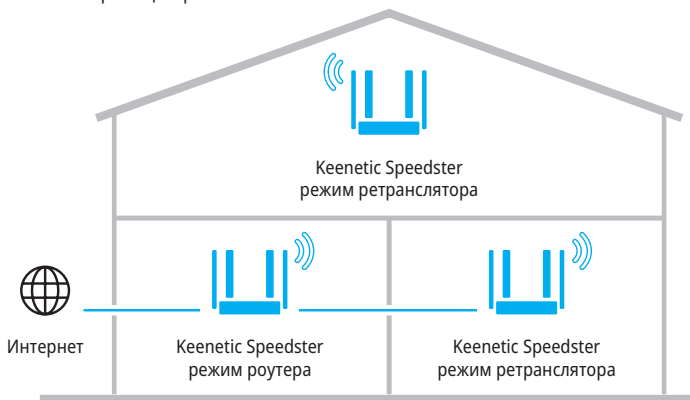 Keenetic Speedster
режим ретранслятора
Интернет
Keenetic Speedster
режим роутера
Keenetic Speedster
режим ретранслятора